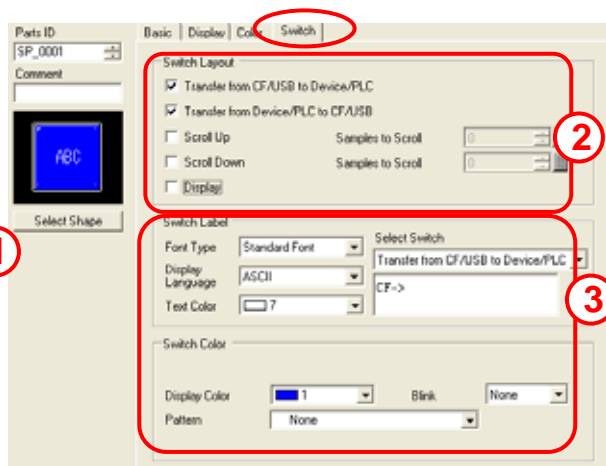 Parts ID
SP_0001
Comment
ABC
Select Shape
Basic Display Color Switch
Switch Layout
Transfer from CF/USB to Device/PLC
Transfer from Device/PLC to CF/USB
Scroll Up Samples to Scroll 0
Scroll Down Samples to Scroll 0
Display
2
Switch Label
Font Type Standard Font
Display Language ASCII
Text Color 7
Select Switch
Transfer from CF/USB to Device/PLC
CF->
3
Switch Color
Display Color 1 Blink None
Pattern None